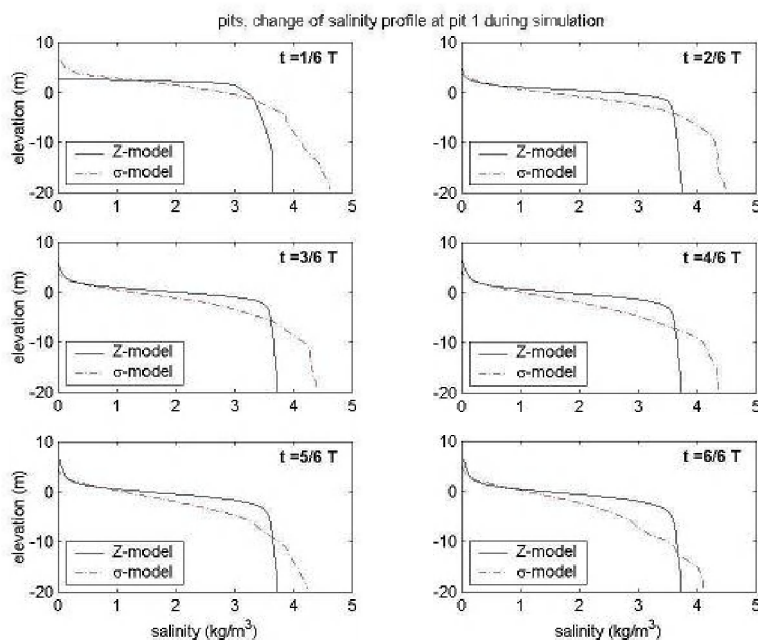 pits, change of salinity profile at pit 1 during simulation
10
0
-10
-20
elevation (m)
t =1/6 T
Z-model
σ-model
0 1 2 3 4 5
10
0
-10
-20
elevation (m)
t =2/6 T
Z-model
σ-model
0 1 2 3 4 5
salinity (kg/m³)
10
0
-10
-20
elevation (m)
t =3/6 T
Z-model
σ-model
0 1 2 3 4 5
10
0
-10
-20
t =4/6 T
Z-model
σ-model
0 1 2 3 4 5
10
0
-10
-20
elevation (m)
t =5/6 T
Z-model
σ-model
0 1 2 3 4 5
salinity (kg/m³)
10
0
-10
-20
t =6/6 T
Z-model
σ-model
0 1 2 3 4 5
salinity (kg/m³)